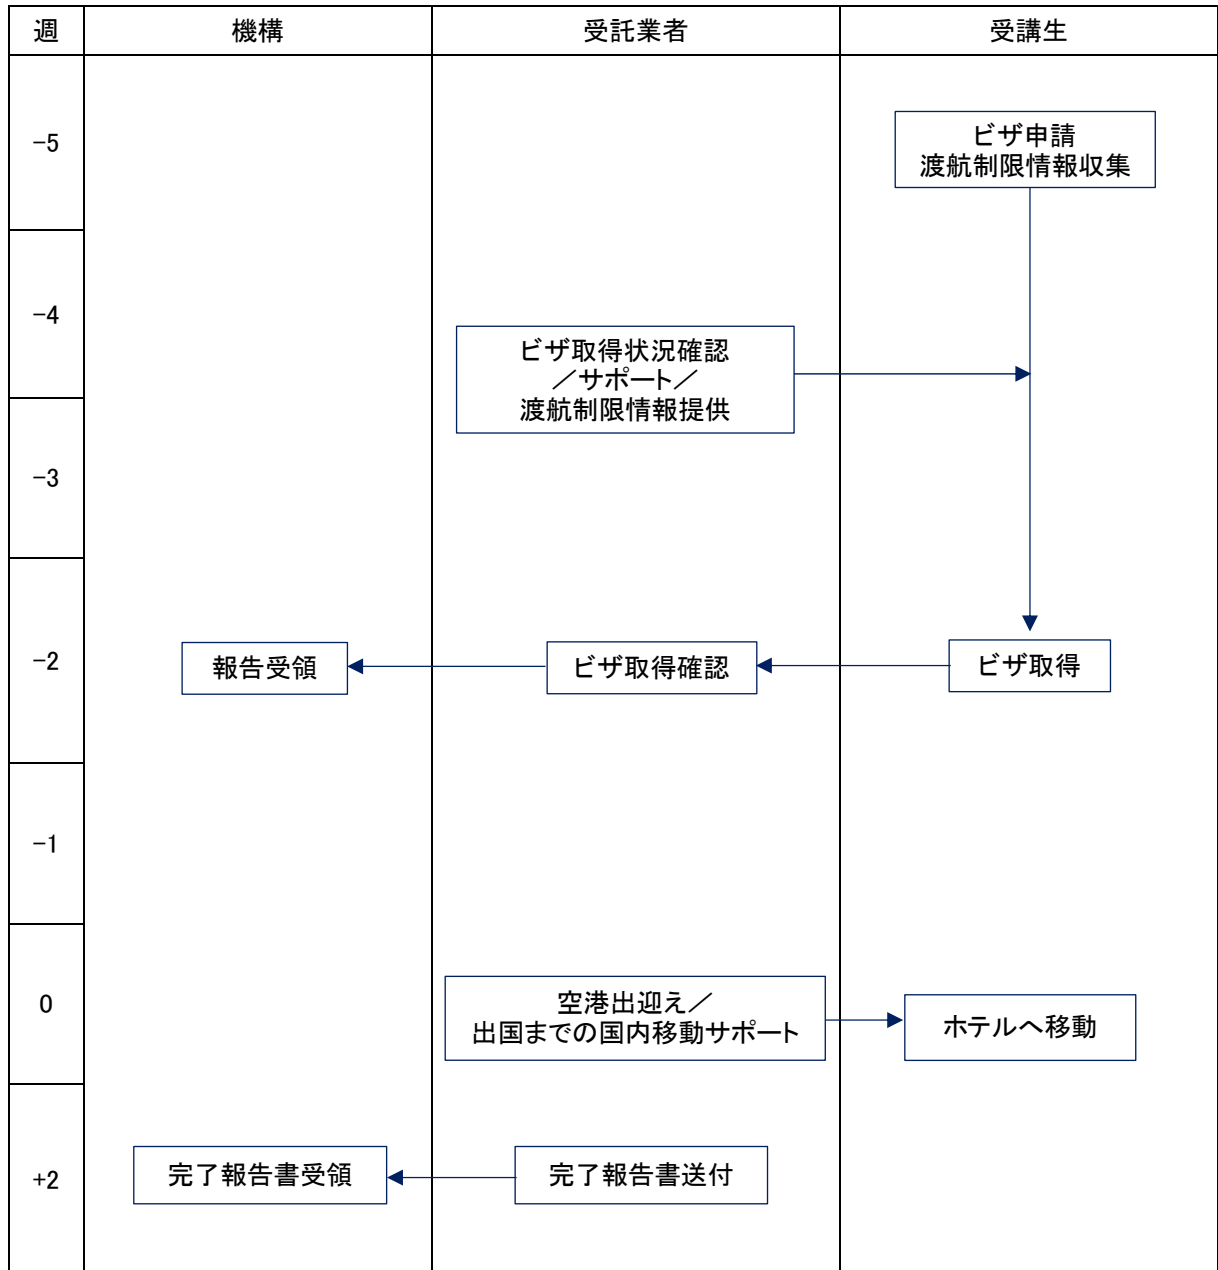 週
機構
受託業者
受講生
-5
ビザ申請
渡航制限情報収集
-4
ビザ取得状況確認
／サポート／
渡航制限情報提供
-3
-2
報告受領
ビザ取得確認
ビザ取得
-1
0
空港出迎え／
出国までの国内移動サポート
ホテルへ移動
+2
完了報告書受領
完了報告書送付